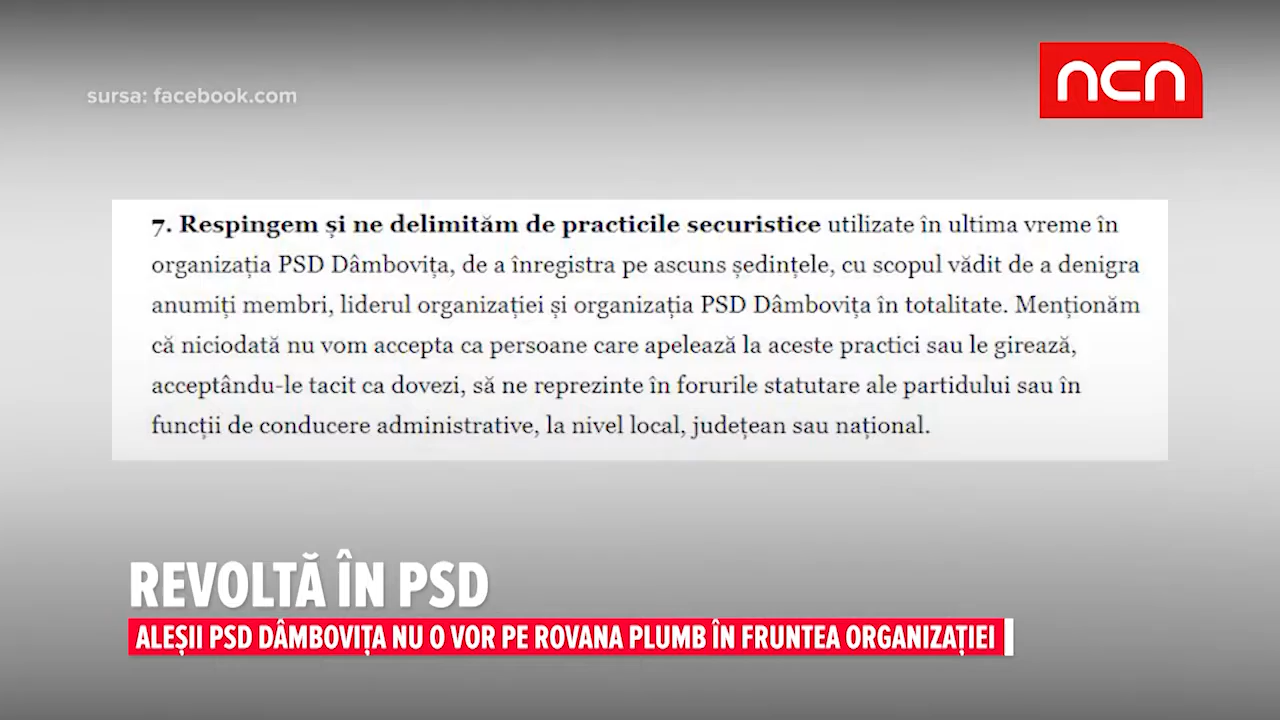 sursa: facebook.com
ncn
7. Respingem și ne delimităm de practicile securistice utilizate în ultima vreme în
organizația PSD Dâmbovița, de a înregistra pe ascuns ședințele, cu scopul vădit de a denigra
anumiți membri, liderul organizației și organizația PSD Dâmbovița în totalitate. Menționăm
că niciodată nu vom accepta ca persoane care apelează la aceste practici sau le girează,
acceptându-le tacit ca dovezi, să ne reprezinte în forurile statutare ale partidului sau în
funcții de conducere administrative, la nivel local, județean sau național.
REVOLTĂ ÎN PSD
ALEȘII PSD DÂMBOVIȚA NU O VOR PE ROVANA PLUMB ÎN FRUNTEA ORGANIZAȚIEI